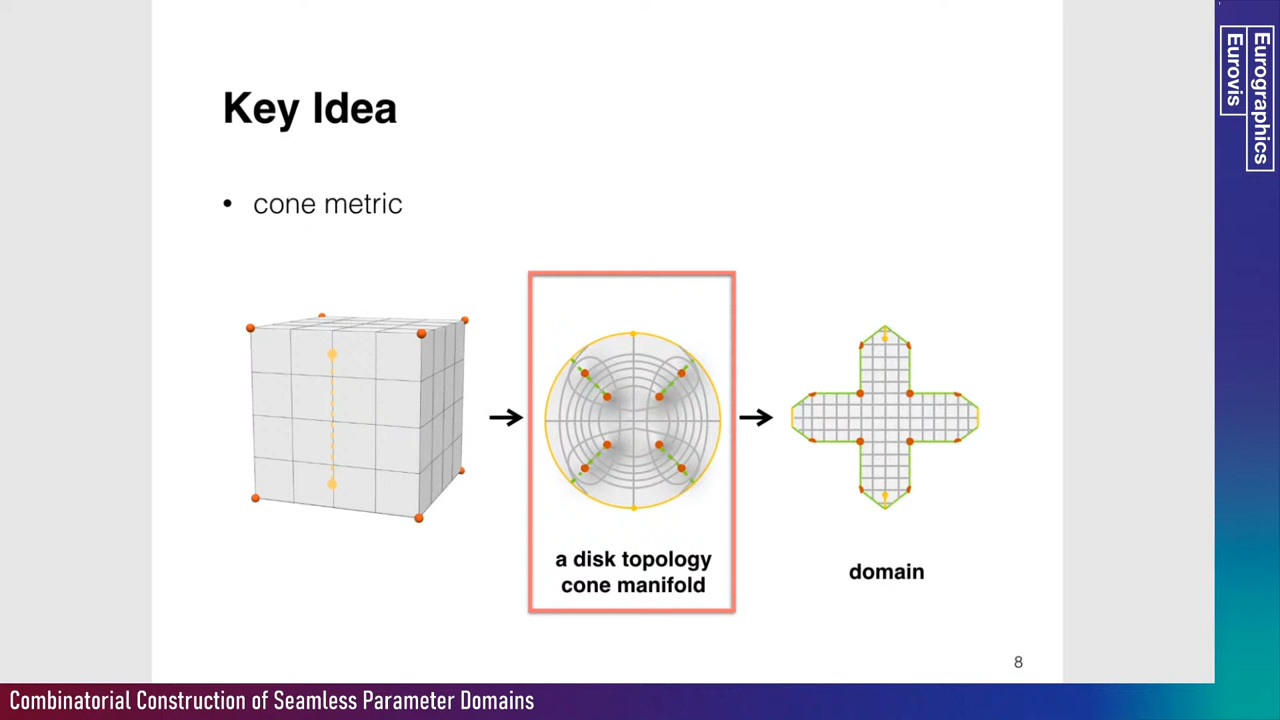 Key Idea
• cone metric
a disk topology
cone manifold
domain
8
Combinatorial Construction of Seamless Parameter Domains
Eurographics
Eurovis